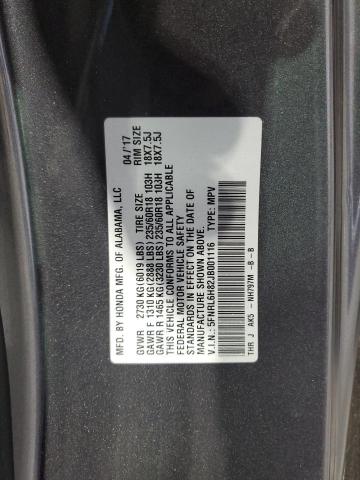 MFD. BY HONDA MFG. OF ALABAMA, LLC 04/'17
GVWR 2730 KG(6019 LBS) TIRE SIZE RIM SIZE
GAWR F 1310 KG(2888 LBS) 235/60R18 103H 18X7.5J
GAWR R 1465 KG(3230 LBS) 235/60R18 103H 18X7.5J
THIS VEHICLE CONFORMS TO ALL APPLICABLE
FEDERAL MOTOR VEHICLE SAFETY
STANDARDS IN EFFECT ON THE DATE OF
MANUFACTURE SHOWN ABOVE.
V.I.N.: 5FNRL6H82JB001116 TYPE: MPV
THR J AK5 - NH797M -B -B